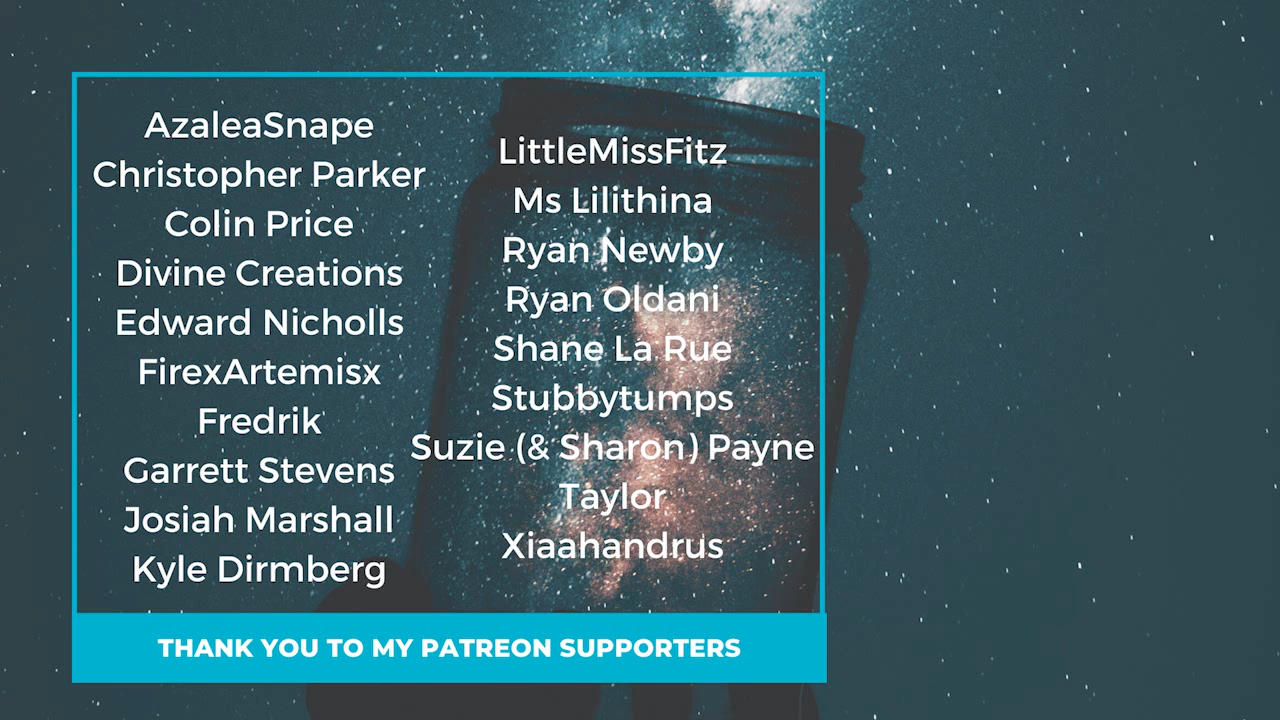 AzaleaSnape
Christopher Parker
Colin Price
Divine Creations
Edward Nicholls
FirexArtemisx
Fredrik
Garrett Stevens
Josiah Marshall
Kyle Dirmberg
LittleMissFitz
Ms Lilithina
Ryan Newby
Ryan Oldani
Shane La Rue
Stubbytumps
Suzie (& Sharon) Payne
Taylor
Xiaahandrus
THANK YOU TO MY PATREON SUPPORTERS